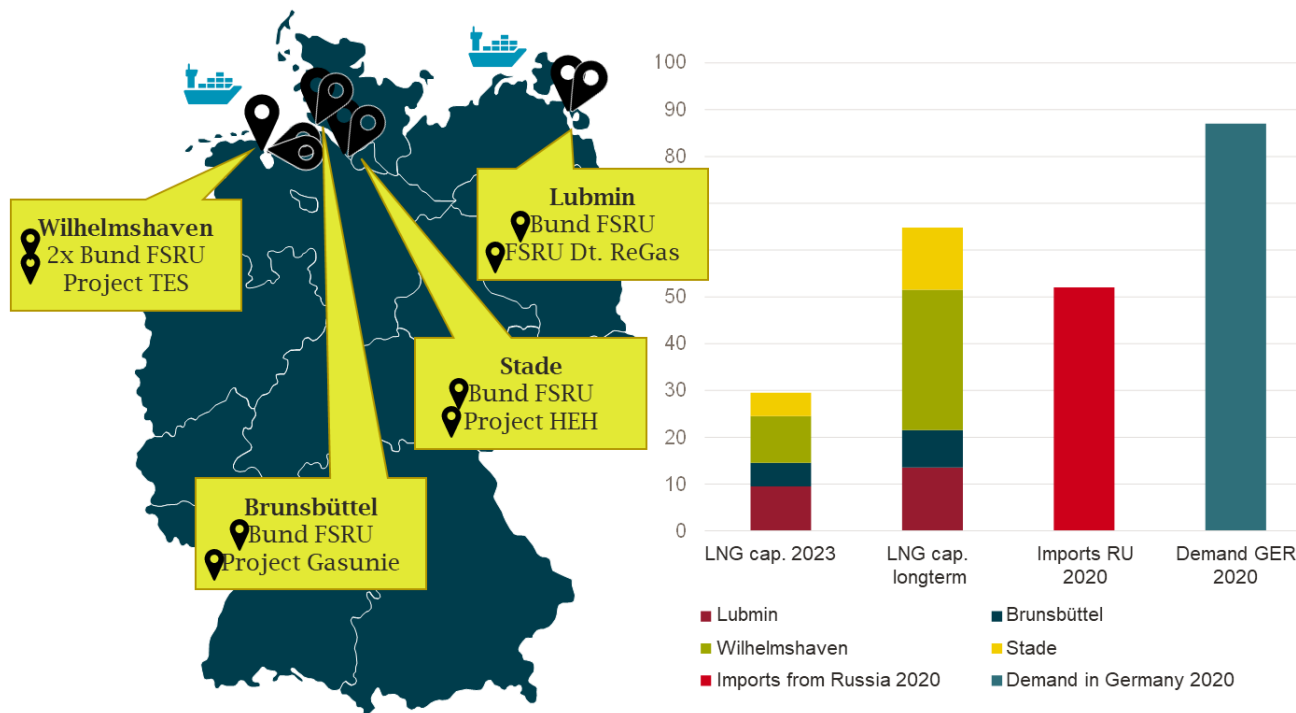 Wilhelmshaven
2x Bund FSRU
Project TES
Lubmin
Bund FSRU
FSRU Dt. ReGas
Stade
Bund FSRU
Project HEH
Brunsbüttel
Bund FSRU
Project Gasunie
100
90
80
50
40
30
20
10
0
LNG cap. 2023
LNG cap.
longterm
Imports RU
2020
Demand GER
2020
Lubmin
Brunsbüttel
Wilhelmshaven
Stade
Imports from Russia 2020
Demand in Germany 2020